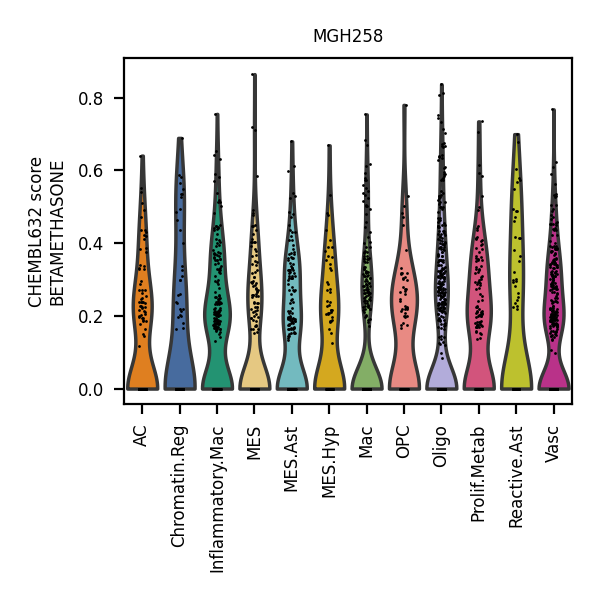 MGH258
CHEMBL632 score
BETAMETHASONE
0.8
0.6
0.4
0.2
0.0
AC
Chromatin.Reg
Inflammatory.Mac
MES
MES.Ast
MES.Hyp
Mac
OPC
Oligo
Prolif.Metab
Reactive.Ast
Vasc